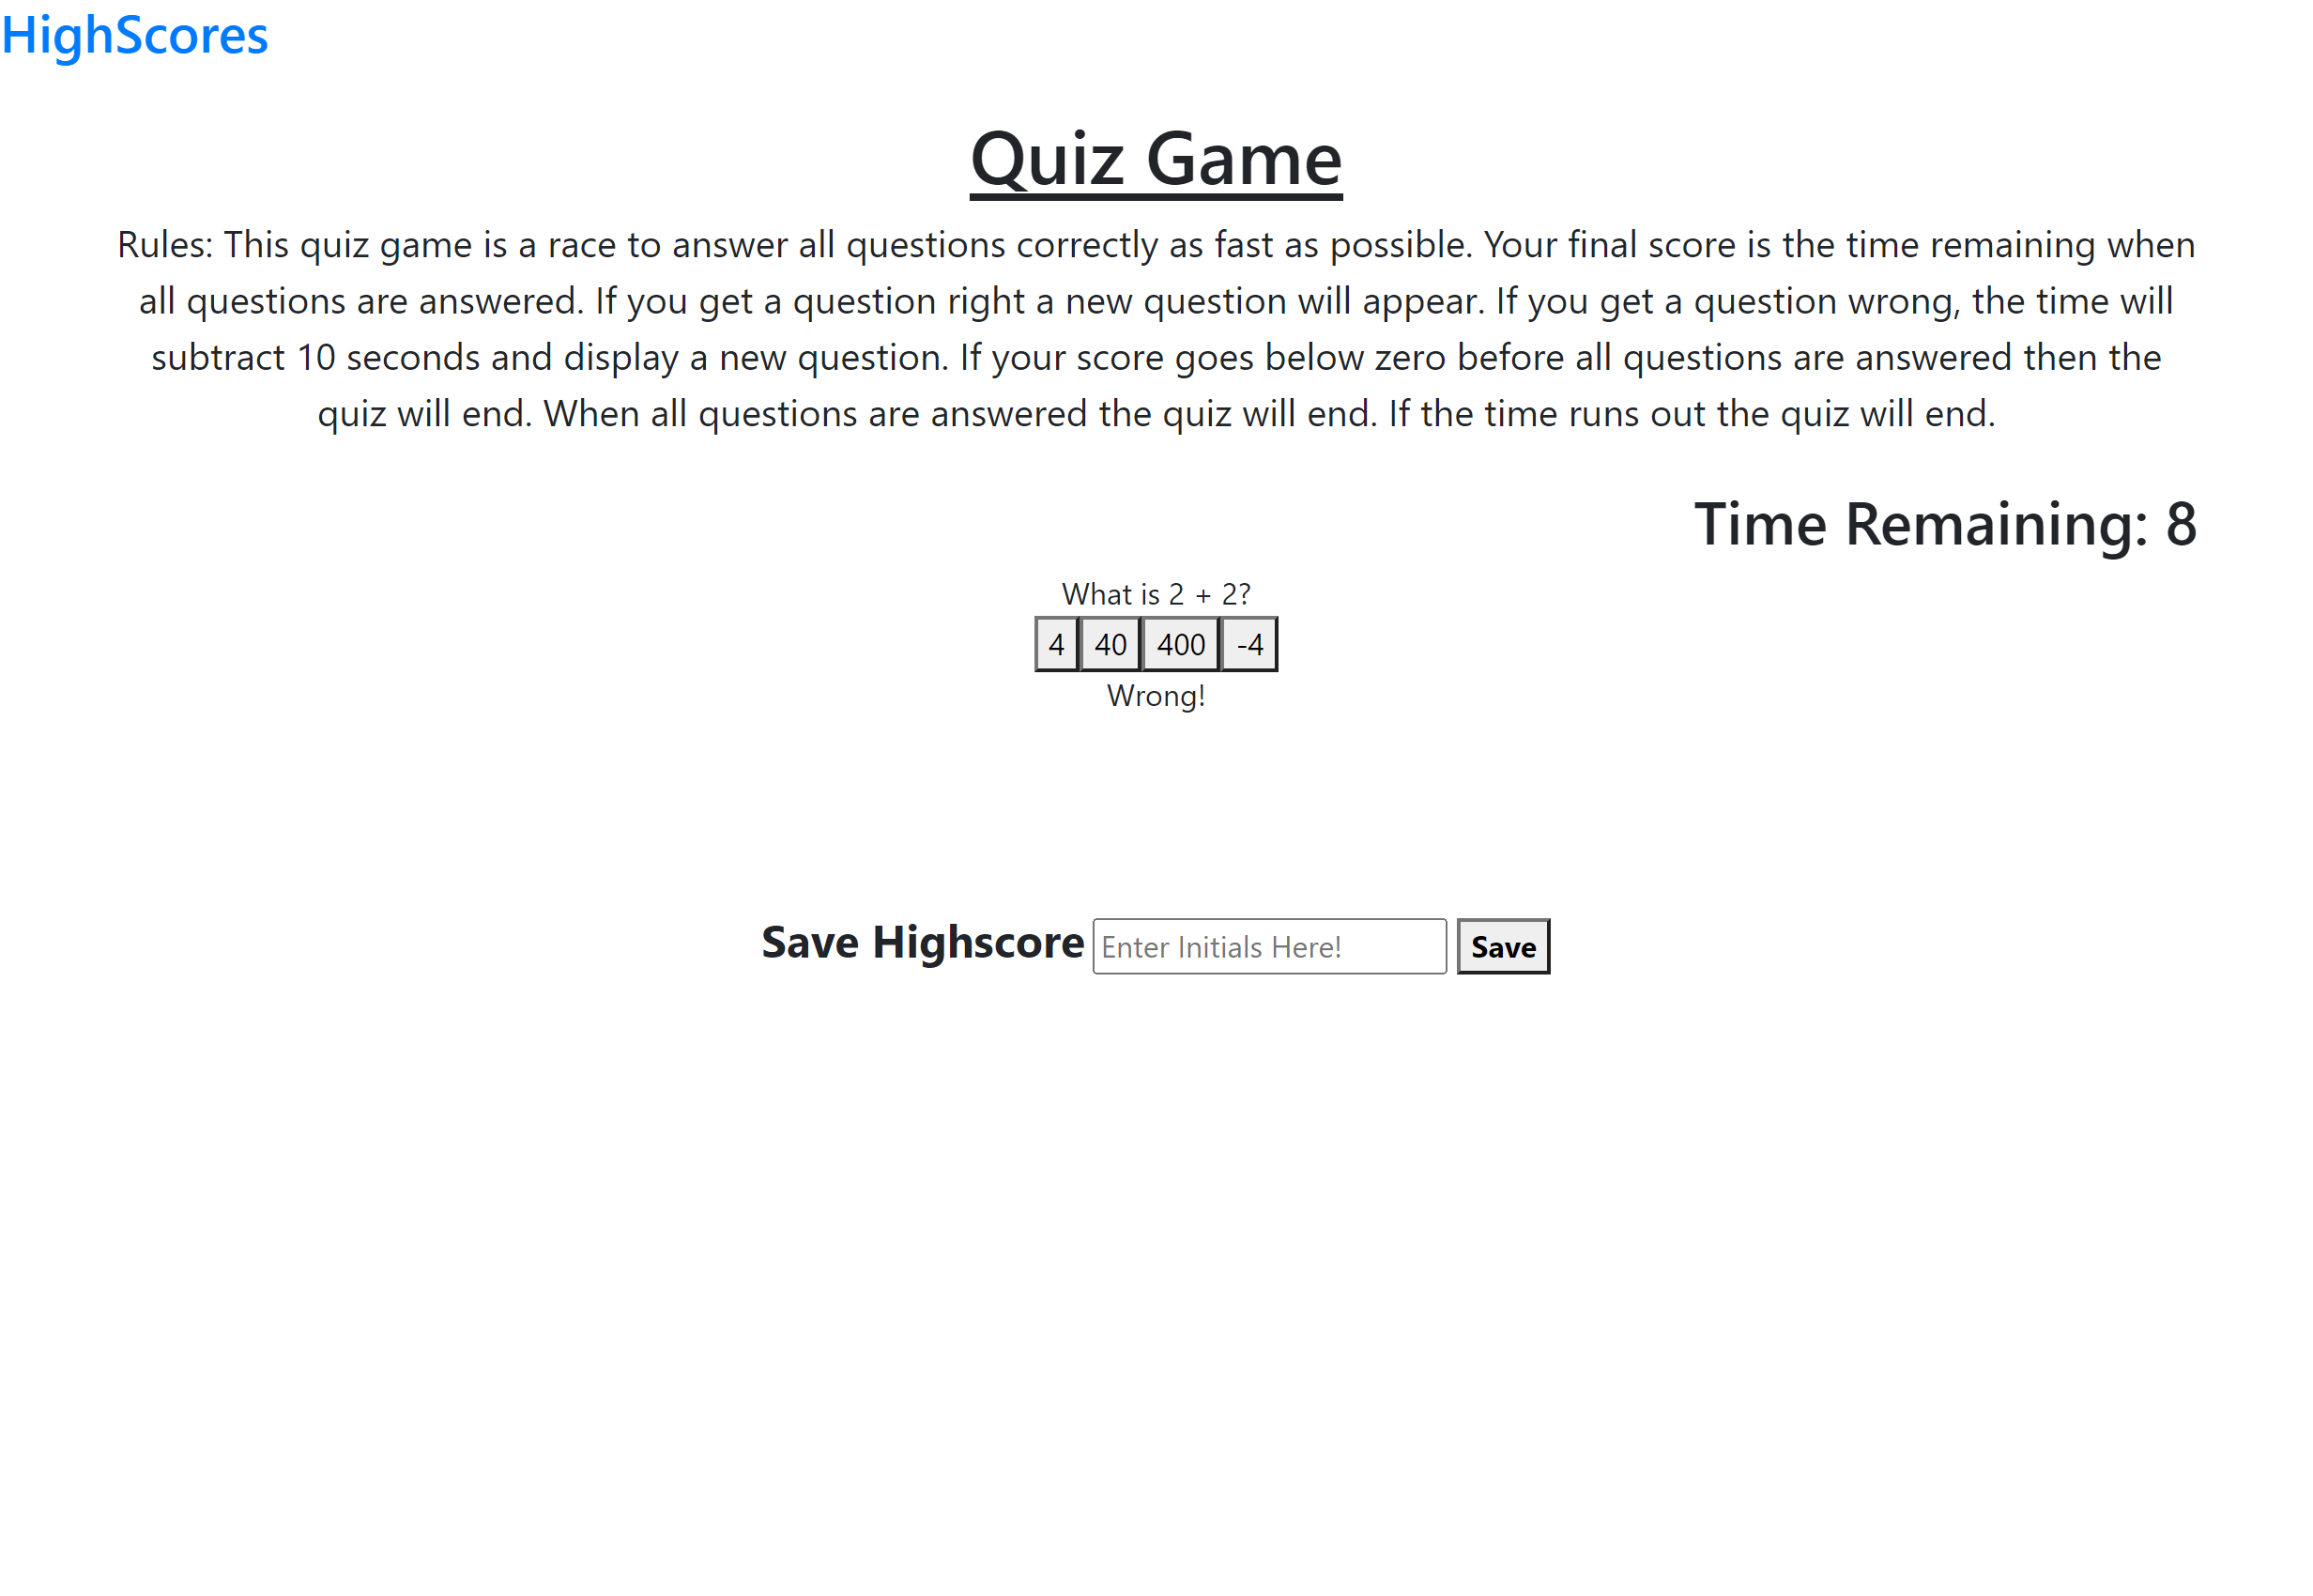 HighScores
Quiz Game
Rules: This quiz game is a race to answer all questions correctly as fast as possible. Your final score is the time remaining when
all questions are answered. If you get a question right a new question will appear. If you get a question wrong, the time will
subtract 10 seconds and display a new question. If your score goes below zero before all questions are answered then the
quiz will end. When all questions are answered the quiz will end. If the time runs out the quiz will end.
Time Remaining: 8
What is 2 + 2?
4 40 400 -4
Wrong!
Save Highscore Enter Initials Here! Save